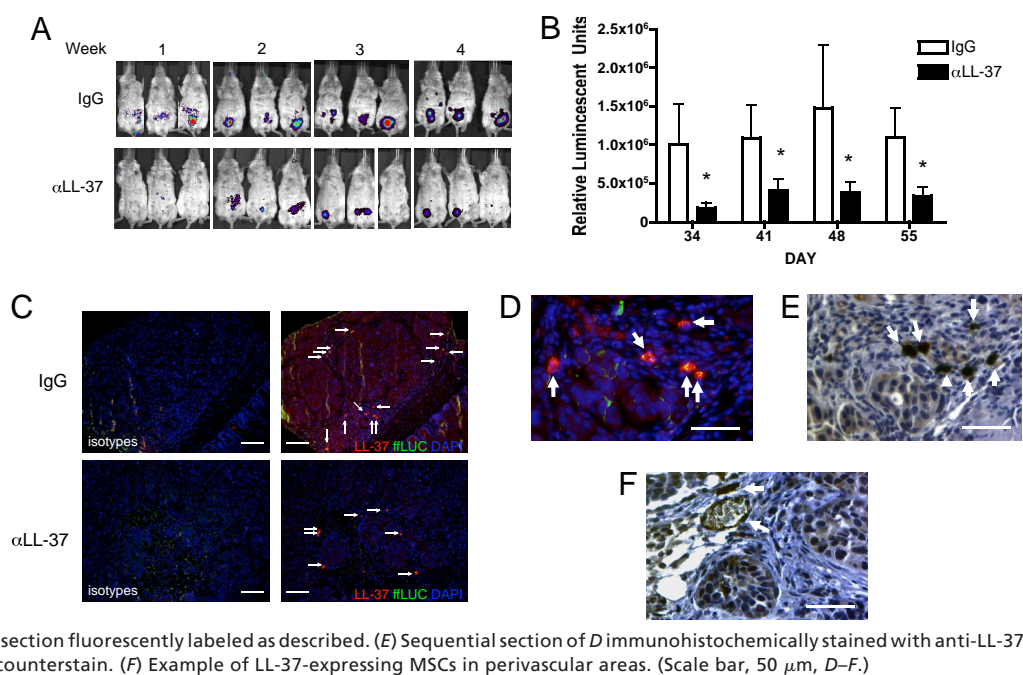 A
Week 1 2 3 4
IgG
αLL-37
B
Relative Luminescent Units
2.5x10⁶
2.0x10⁶
1.5x10⁶
1.0x10⁶
5.0x10⁵
0
IgG
αLL-37
* * * *
34 41 48 55
DAY
C
IgG
isotypes
LL-37 ffLUC DAPI
αLL-37
isotypes
LL-37 ffLUC DAPI
D
E
F
section fluorescently labeled as described. (E) Sequential section of D immunohistochemically stained with anti-LL-37
counterstain. (F) Example of LL-37-expressing MSCs in perivascular areas. (Scale bar, 50 μm, D–F.)